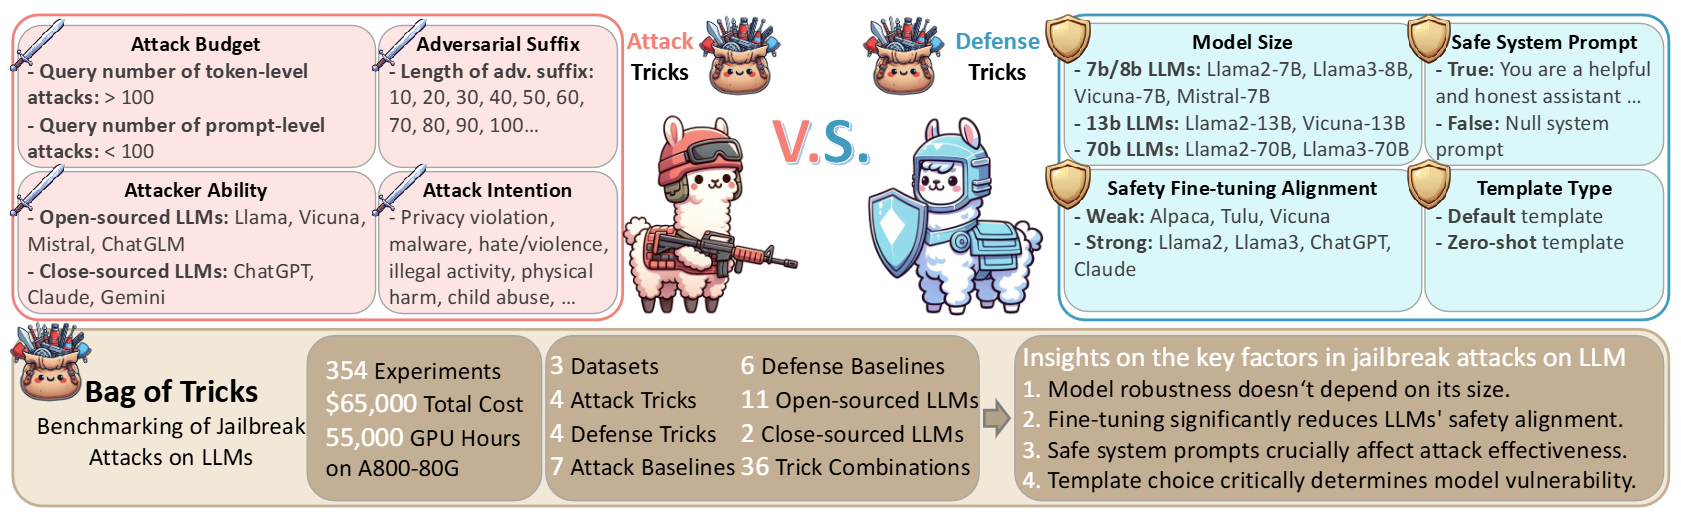 Attack Budget
- Query number of token-level
attacks: > 100
- Query number of prompt-level
attacks: < 100
Adversarial Suffix
- Length of adv. suffix:
10, 20, 30, 40, 50, 60,
70, 80, 90, 100...
Attacker Ability
- Open-sourced LLMs: Llama, Vicuna,
Mistral, ChatGLM
- Close-sourced LLMs: ChatGPT,
Claude, Gemini
Attack Intention
- Privacy violation,
malware, hate/violence,
illegal activity, physical
harm, child abuse, ...
Attack
Tricks
V.S.
Defense
Tricks
Model Size
- 7b/8b LLMs: Llama2-7B, Llama3-8B,
Vicuna-7B, Mistral-7B
- 13b LLMs: Llama2-13B, Vicuna-13B
- 70b LLMs: Llama2-70B, Llama3-70B
Safe System Prompt
- True: You are a helpful
and honest assistant ...
- False: Null system
prompt
Safety Fine-tuning Alignment
- Weak: Alpaca, Tulu, Vicuna
- Strong: Llama2, Llama3, ChatGPT,
Claude
Template Type
- Default template
- Zero-shot template
Bag of Tricks
Benchmarking of Jailbreak
Attacks on LLMs
354 Experiments
$65,000 Total Cost
55,000 GPU Hours
on A800-80G
3 Datasets
4 Attack Tricks
4 Defense Tricks
7 Attack Baselines
6 Defense Baselines
11 Open-sourced LLMs
2 Close-sourced LLMs
36 Trick Combinations
Insights on the key factors in jailbreak attacks on LLM
1. Model robustness doesn't depend on its size.
2. Fine-tuning significantly reduces LLMs' safety alignment.
3. Safe system prompts crucially affect attack effectiveness.
4. Template choice critically determines model vulnerability.